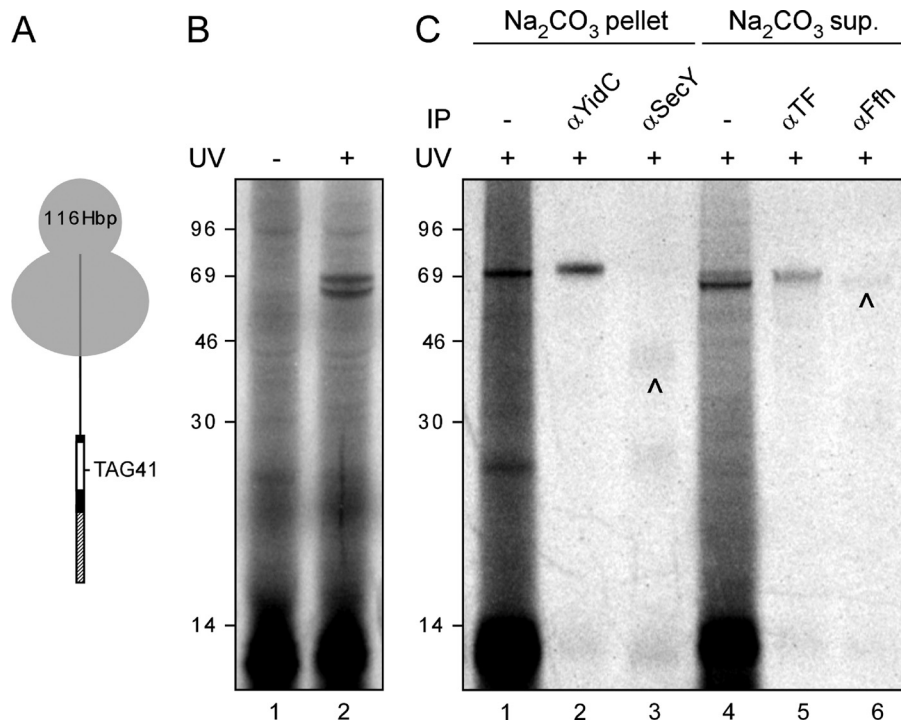 A
B
C
Na2CO3 pellet
Na2CO3 sup.
IP
-
αYidC
αSecY
-
αTF
αFfh
UV
-
+
UV
+
+
+
+
+
+
116Hbp
TAG41
96
69
46
30
14
96
69
46
30
14
^
^
1
2
1
2
3
4
5
6